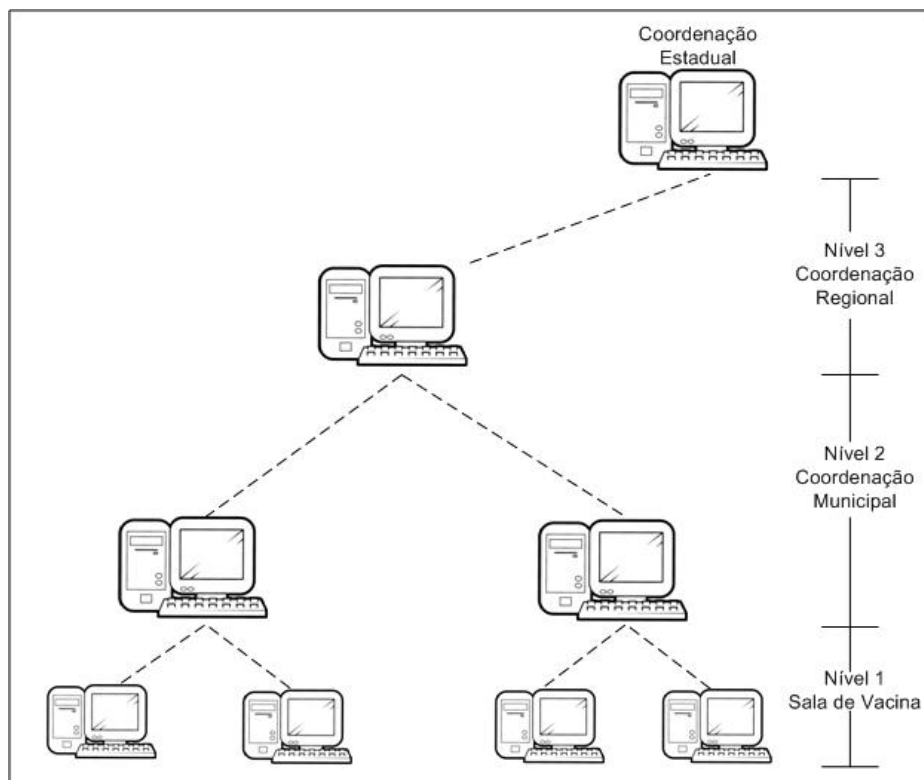 Coordenação
Estadual
Nível 3
Coordenação
Regional
Nível 2
Coordenação
Municipal
Nível 1
Sala de Vacina